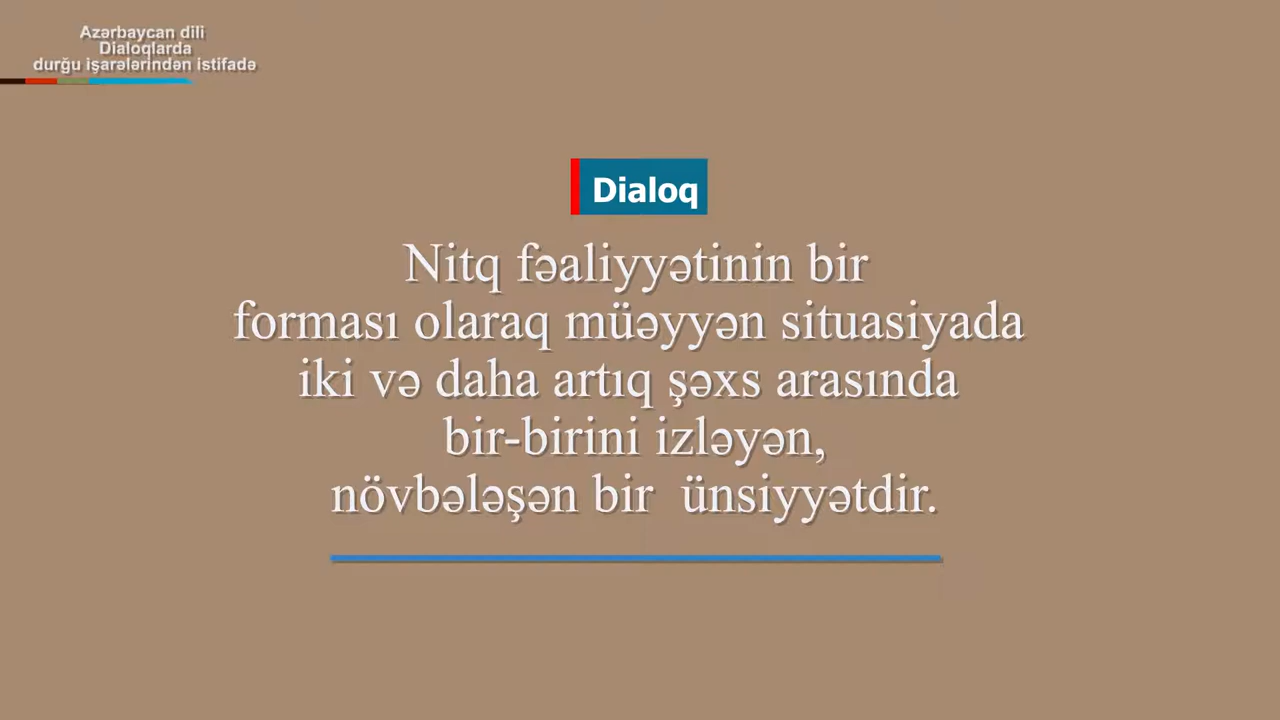 Azərbaycan dili
Dialoqlarda
durğu işarələrindən istifadə
Dialoq
Nitq fəaliyyətinin bir
forması olaraq müəyyən situasiyada
iki və daha artıq şəxs arasında
bir-birini izləyən,
növbələşən bir ünsiyyətdir.